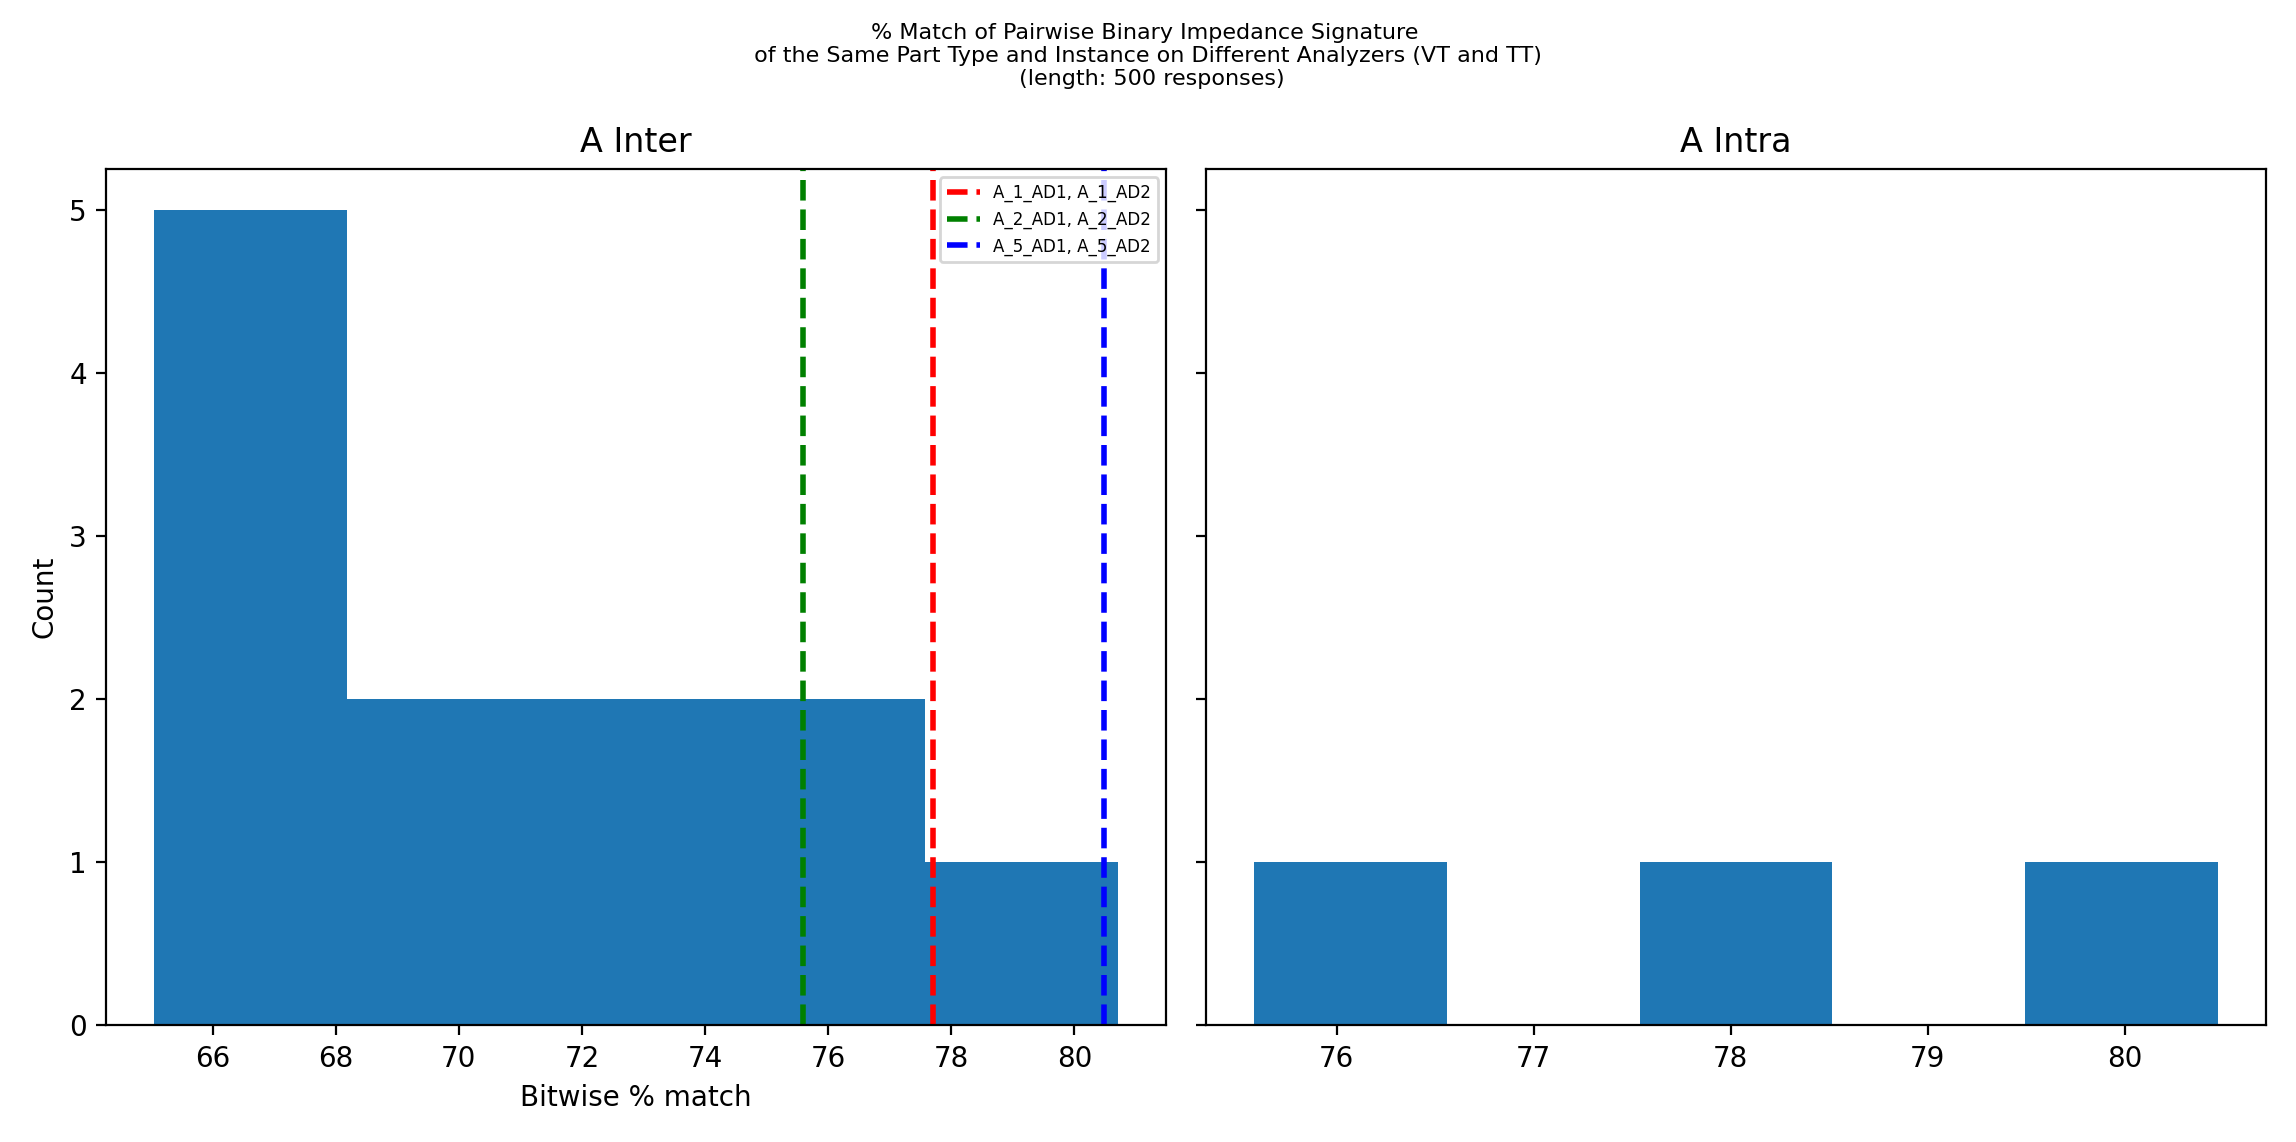 % Match of Pairwise Binary Impedance Signature
of the Same Part Type and Instance on Different Analyzers (VT and TT)
(length: 500 responses)
A Inter
A_1_AD1, A_1_AD2
A_2_AD1, A_2_AD2
A_5_AD1, A_5_AD2
5
4
3
2
1
0
Count
66 68 70 72 74 76 78 80
Bitwise % match
A Intra
76 77 78 79 80